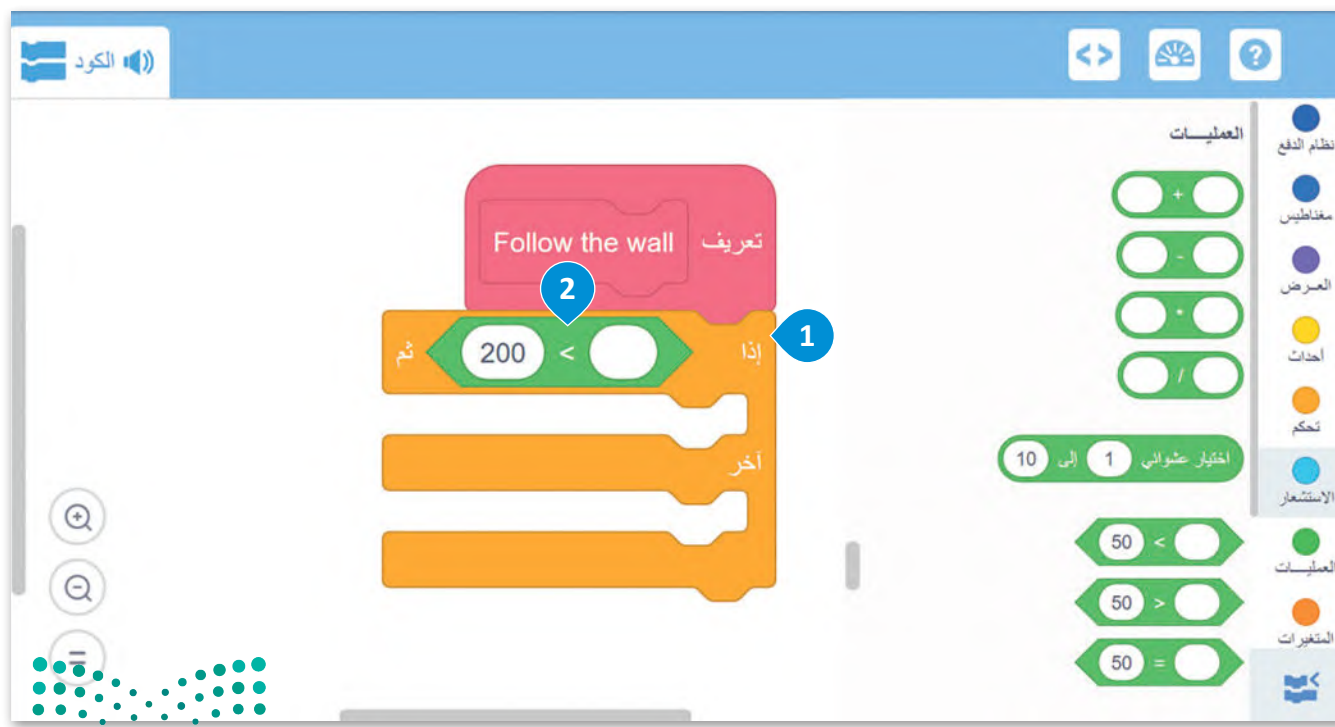 الكود
العمليـــات
+
-
*
/
اختيار عشوائي 1 إلى 10
50 < 
50 > 
50 = 
نظام الدفع
مغناطيس
العـرض
أحداث
تحكم
الاستشعار
العمليـــات
المتغيرات
تعريف Follow the wall
2
1
إذا 200 < ثم
آخر